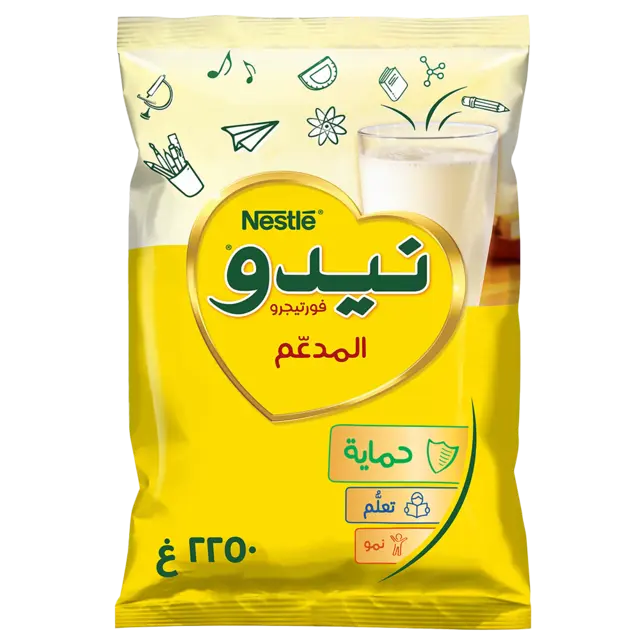 Nestlé®
نيدو®
فورتيجرو
المدعّم
حماية
تعلُّم
نمو
٢٢٥٠ غ